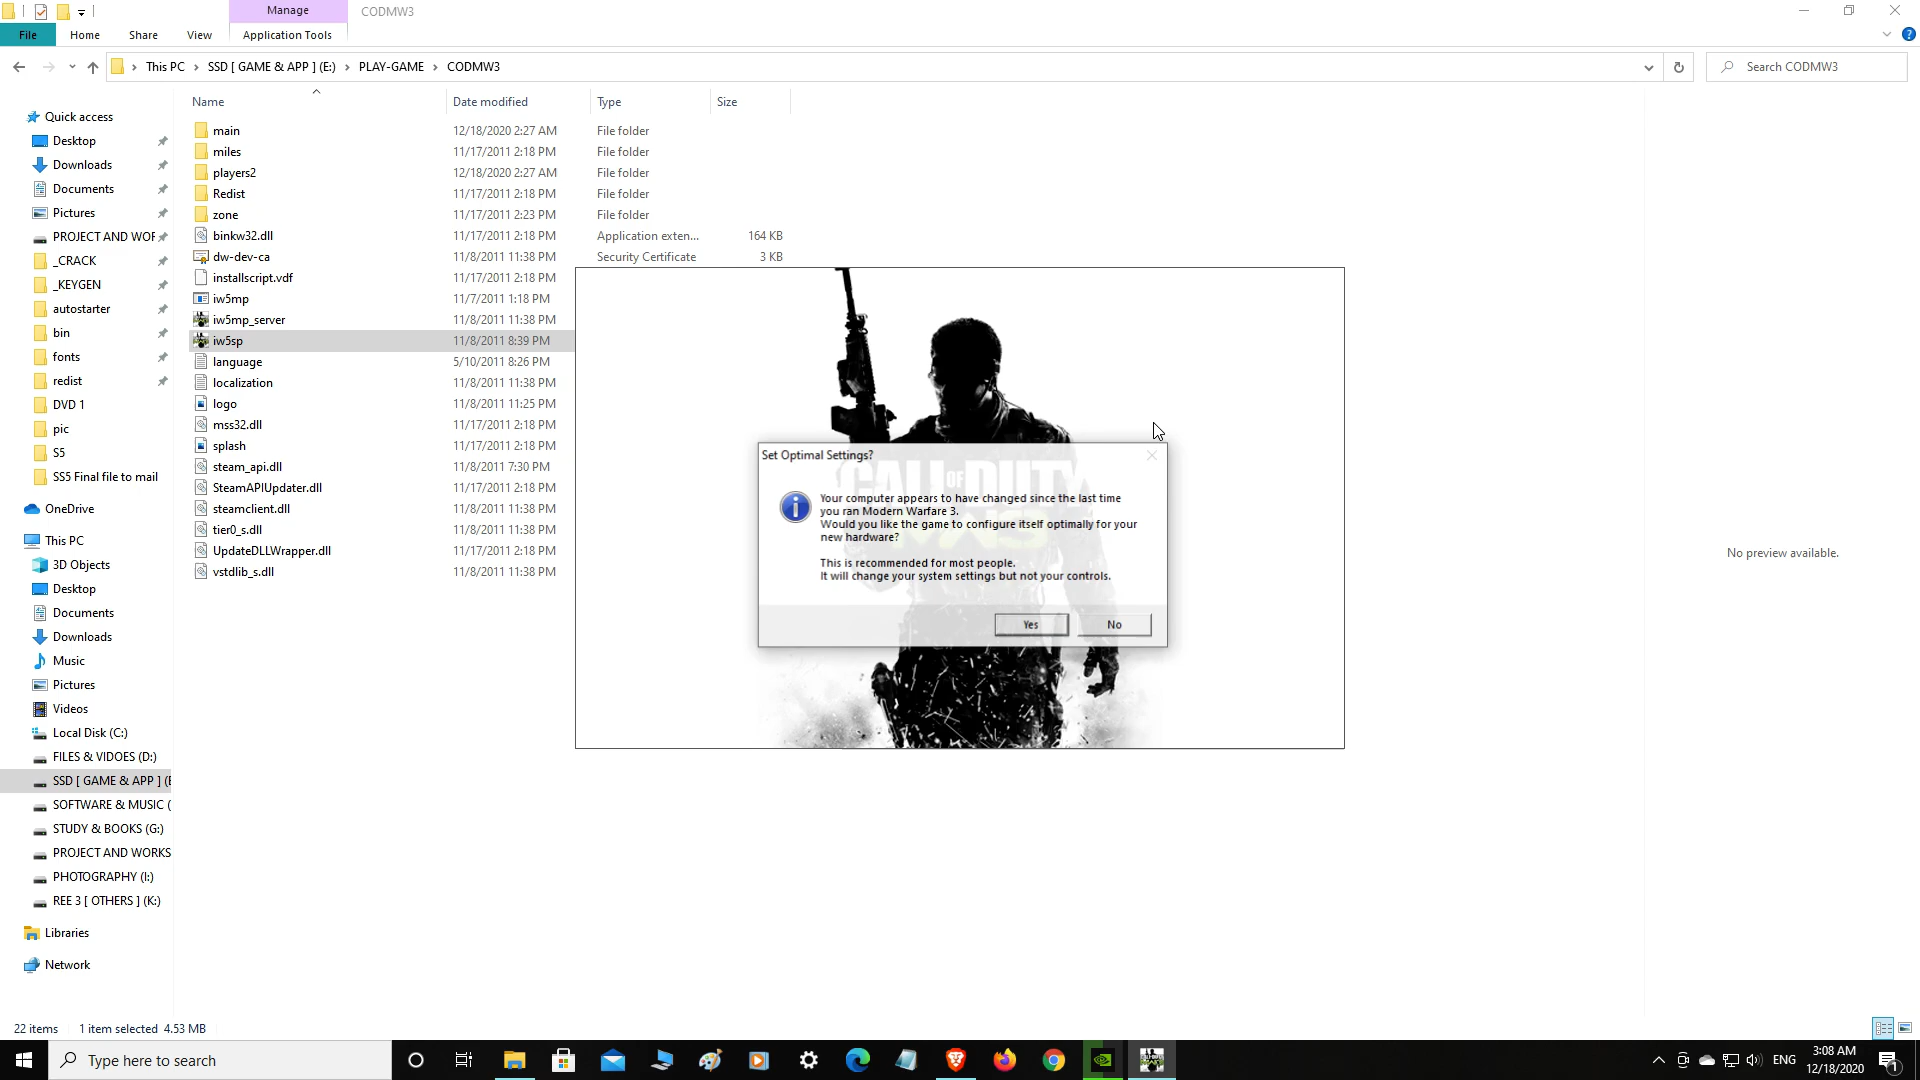 Manage
CODMW3
File
Home
Share
View
Application Tools
This PC
SSD [ GAME & APP ] (E:)
PLAY-GAME
CODMW3
Search CODMW3
Name
Date modified
Type
Size
Quick access
Desktop
Downloads
Documents
Pictures
PROJECT AND WOR
_CRACK
_KEYGEN
autostarter
bin
fonts
redist
DVD 1
pic
S5
SS5 Final file to mail
OneDrive
This PC
3D Objects
Desktop
Documents
Downloads
Music
Pictures
Videos
Local Disk (C:)
FILES & VIDOES (D:)
SSD [ GAME & APP ] (E
SOFTWARE & MUSIC (
STUDY & BOOKS (G:)
PROJECT AND WORKS
PHOTOGRAPHY (I:)
REE 3 [ OTHERS ] (K:)
Libraries
Network
main 12/18/2020 2:27 AM File folder
miles 11/17/2011 2:18 PM File folder
players2 12/18/2020 2:27 AM File folder
Redist 11/17/2011 2:18 PM File folder
zone 11/17/2011 2:23 PM File folder
binkw32.dll 11/17/2011 2:18 PM Application exten... 164 KB
dw-dev-ca 11/8/2011 11:38 PM Security Certificate 3 KB
installscript.vdf 11/17/2011 2:18 PM
iw5mp 11/7/2011 1:18 PM
iw5mp_server 11/8/2011 11:38 PM
iw5sp 11/8/2011 8:39 PM
language 5/10/2011 8:26 PM
localization 11/8/2011 11:38 PM
logo 11/8/2011 11:25 PM
mss32.dll 11/17/2011 2:18 PM
splash 11/17/2011 2:18 PM
steam_api.dll 11/8/2011 7:30 PM
SteamAPIUpdater.dll 11/17/2011 2:18 PM
steamclient.dll 11/8/2011 11:38 PM
tier0_s.dll 11/8/2011 11:38 PM
UpdateDLLWrapper.dll 11/17/2011 2:18 PM
vstdlib_s.dll 11/8/2011 11:38 PM
Set Optimal Settings?
CALL OF DUTY
MW3
Your computer appears to have changed since the last time
you ran Modern Warfare 3.
Would you like the game to configure itself optimally for your
new hardware?
This is recommended for most people.
It will change your system settings but not your controls.
Yes
No
No preview available.
22 items
1 item selected 4.53 MB
Type here to search
ENG
3:08 AM
12/18/2020
1